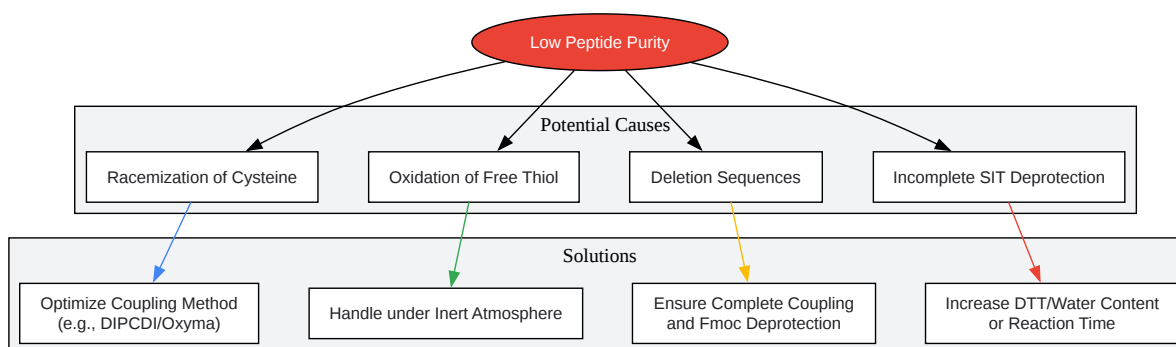 Low Peptide Purity
Potential Causes
Racemization of Cysteine
Oxidation of Free Thiol
Deletion Sequences
Incomplete SIT Deprotection
Solutions
Optimize Coupling Method
(e.g., DIPCDI/Oxyma)
Handle under Inert Atmosphere
Ensure Complete Coupling
and Fmoc Deprotection
Increase DTT/Water Content
or Reaction Time